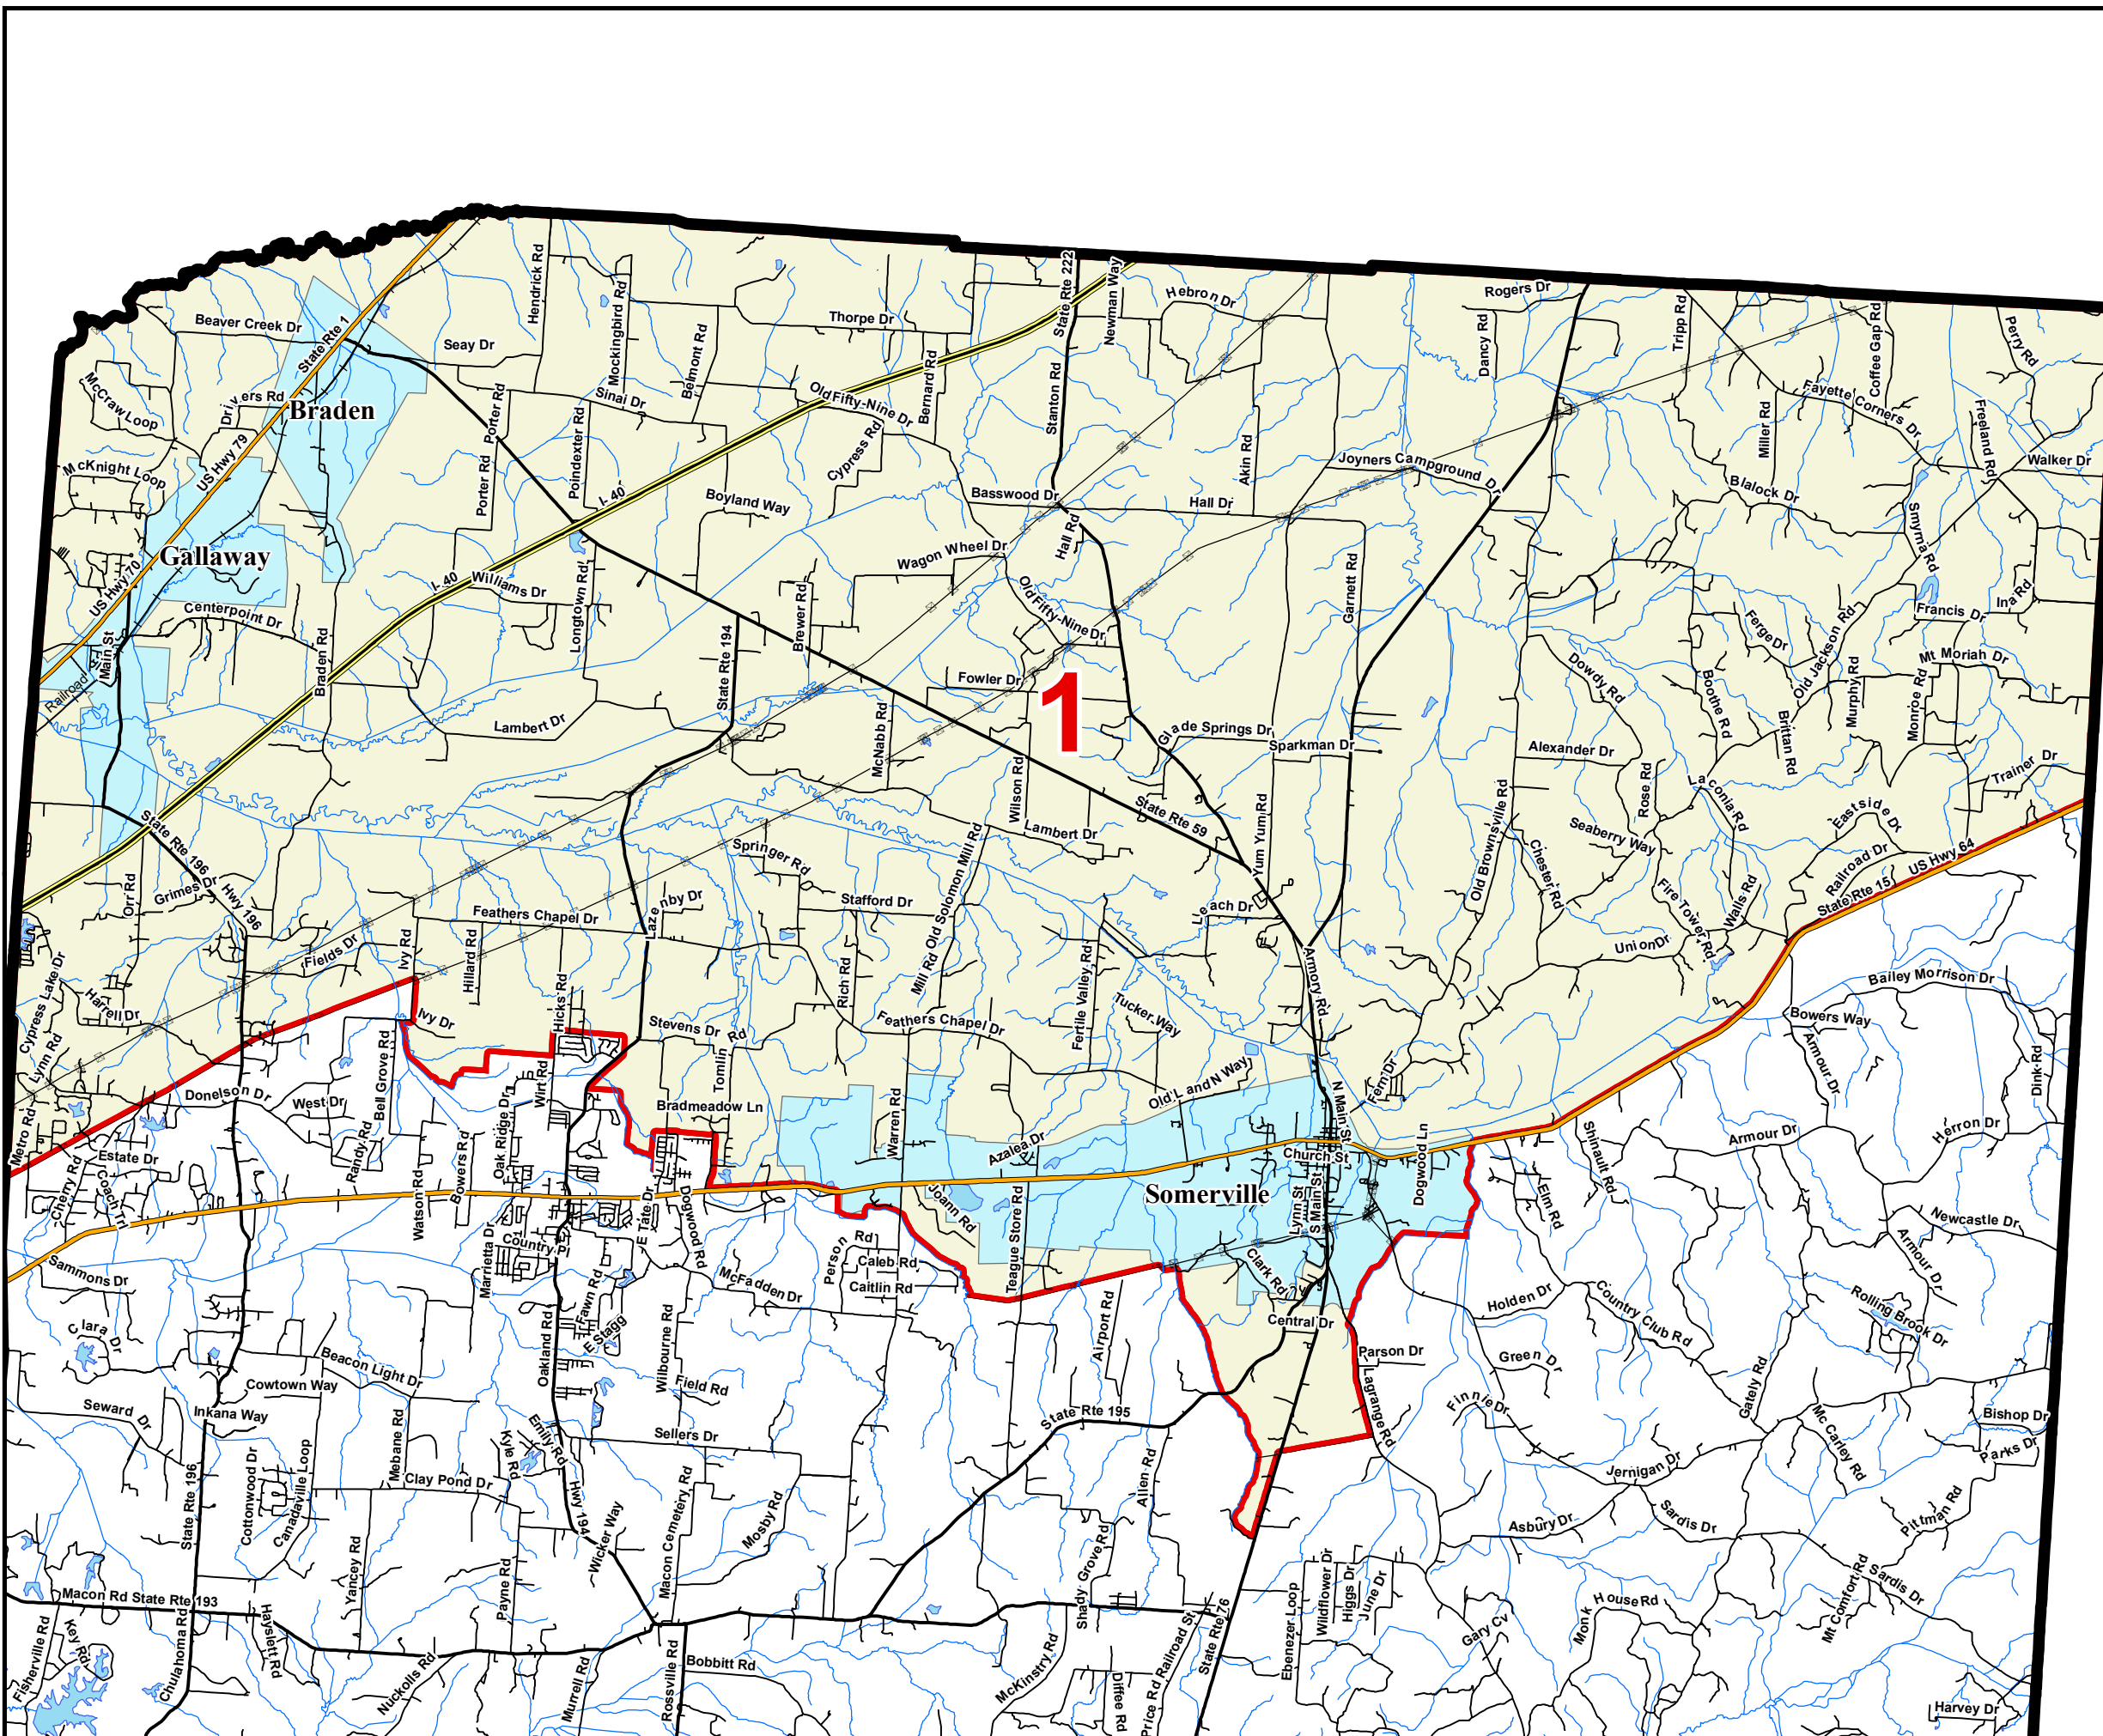 State Rte 222
Newman Way
Hebron Dr
Rogers Dr
Hendrick Rd
Mockingbird Rd
Thorpe Dr
Tripp Rd
Coffee Gap Rd
Perry Rd
Beaver Creek Dr
State Rte 1
Seay Dr
Belmont Rd
Dancy Rd
McCraw Loop
Drivers Rd
Braden
Porter Rd
Sinai Dr
Old Fifty-Nine Dr
Bernard Rd
Stanton Rd
Fayette Corners Dr
Miller Rd
Freeland Rd
Walker Dr
McKnight Loop
US Hwy 79
Porter Rd
Poindexter Rd
I- 40
Boyland Way
Cypress Rd
Basswood Dr
Hall Dr
Akin Rd
Joyners Campground Dr
Blalock Dr
Smyrna Rd
Gallaway
US Hwy 70
Hall Rd
Wagon Wheel Dr
I- 40
Williams Dr
Longtown Rd
Brewer Rd
Old Fifty-Nine Dr
Garnett Rd
Ferge Dr
Old Jackson Rd
Francis Dr
Ina Rd
Centerpoint Dr
Main St
Railroad
Braden Rd
State Rte 194
Fowler Dr
1
Dowdy Rd
Boothe Rd
Murphy Rd
Monroe Rd
Mt Moriah Dr
Lambert Dr
McNabb Rd
Glade Springs Dr
Sparkman Dr
Alexander Dr
Brittan Rd
Trainer Dr
Wilson Rd
State Rte 59
Yum Yum Rd
Old Brownsville Rd
Rose Rd
Laconia Rd
Eastside Dr
State Rte 196
Springer Rd
Lambert Dr
Seaberry Way
Chester Rd
Railroad Dr
US Hwy 64
State Rte 15
Orr Rd
Grimes Dr
Hwy 196
Feathers Chapel Dr
Lazenby Dr
Stafford Dr
Mill Rd Old Solomon Mill Rd
Leach Dr
Fire Tower Rd
Walls Rd
Union Dr
Fields Dr
Ivy Rd
Hillard Rd
Hicks Rd
Rich Rd
Fertile Valley Rd
Armory Rd
Bailey Morrison Dr
Cypress Lake Dr
Harrell Dr
Ivy Dr
Stevens Dr
Tomlin Rd
Feathers Chapel Dr
Tucker Way
Bowers Way
Lynn Rd
Bell Grove Rd
Wirt Rd
Armour Dr
Dink Rd
Donelson Dr
West Dr
Oak Ridge Dr
Bradmeadow Ln
Warren Rd
Old L and N Way
Fern Dr
N Main St
Metro Rd
Estate Dr
Randy Rd
Bowers Rd
Azalea Dr
Church St
Dogwood Ln
Shinault Rd
Armour Dr
Herron Dr
Cherry Rd
Coach Trl
Watson Rd
E Tate Dr
Dogwood Rd
Joann Rd
Teague Store Rd
Somerville
Lynn St
S Main St
Elm Rd
Newcastle Dr
Marrietta Dr
Country Pl
Person Rd
Caleb Rd
Caitlin Rd
Clark Rd
Armour Dr
Sammons Dr
Fawn Rd
McFadden Dr
Holden Dr
Country Club Rd
Rolling Brook Dr
Clara Dr
Oakland Rd
E Stagg
Wilbourne Rd
Airport Rd
Central Dr
Parson Dr
Green Dr
Beacon Light Dr
Cowtown Way
Field Rd
Lagrange Rd
Finnie Dr
Gately Rd
Seward Dr
Inkana Way
Mebane Rd
Emily Rd
Kyle Rd
Sellers Dr
State Rte 195
Mc Carley Rd
Bishop Dr
Parks Dr
State Rte 196
Cottonwood Dr
Canadaville Loop
Clay Pond Dr
Hwy 194
Macon Cemetery Rd
Mosby Rd
Allen Rd
Jernigan Dr
Pittman Rd
Yancey Rd
Wicker Way
Asbury Dr
Sardis Dr
Macon Rd State Rte 193
Payne Rd
Shady Grove Rd
Wildflower Dr
Higgs Dr
June Dr
House Rd
Monk
Mt Comfort Rd
Sardis Dr
Fisherville Rd
Key Rd
Chulahoma Rd
Hayslett Rd
Nuckolls Rd
Murrell Rd
Rossville Rd
Bobbitt Rd
McKinstry Rd
Diffee Rd
Price Rd Railroad St
State Rte 76
Ebenezer Loop
Gary Cv
Harvey Dr